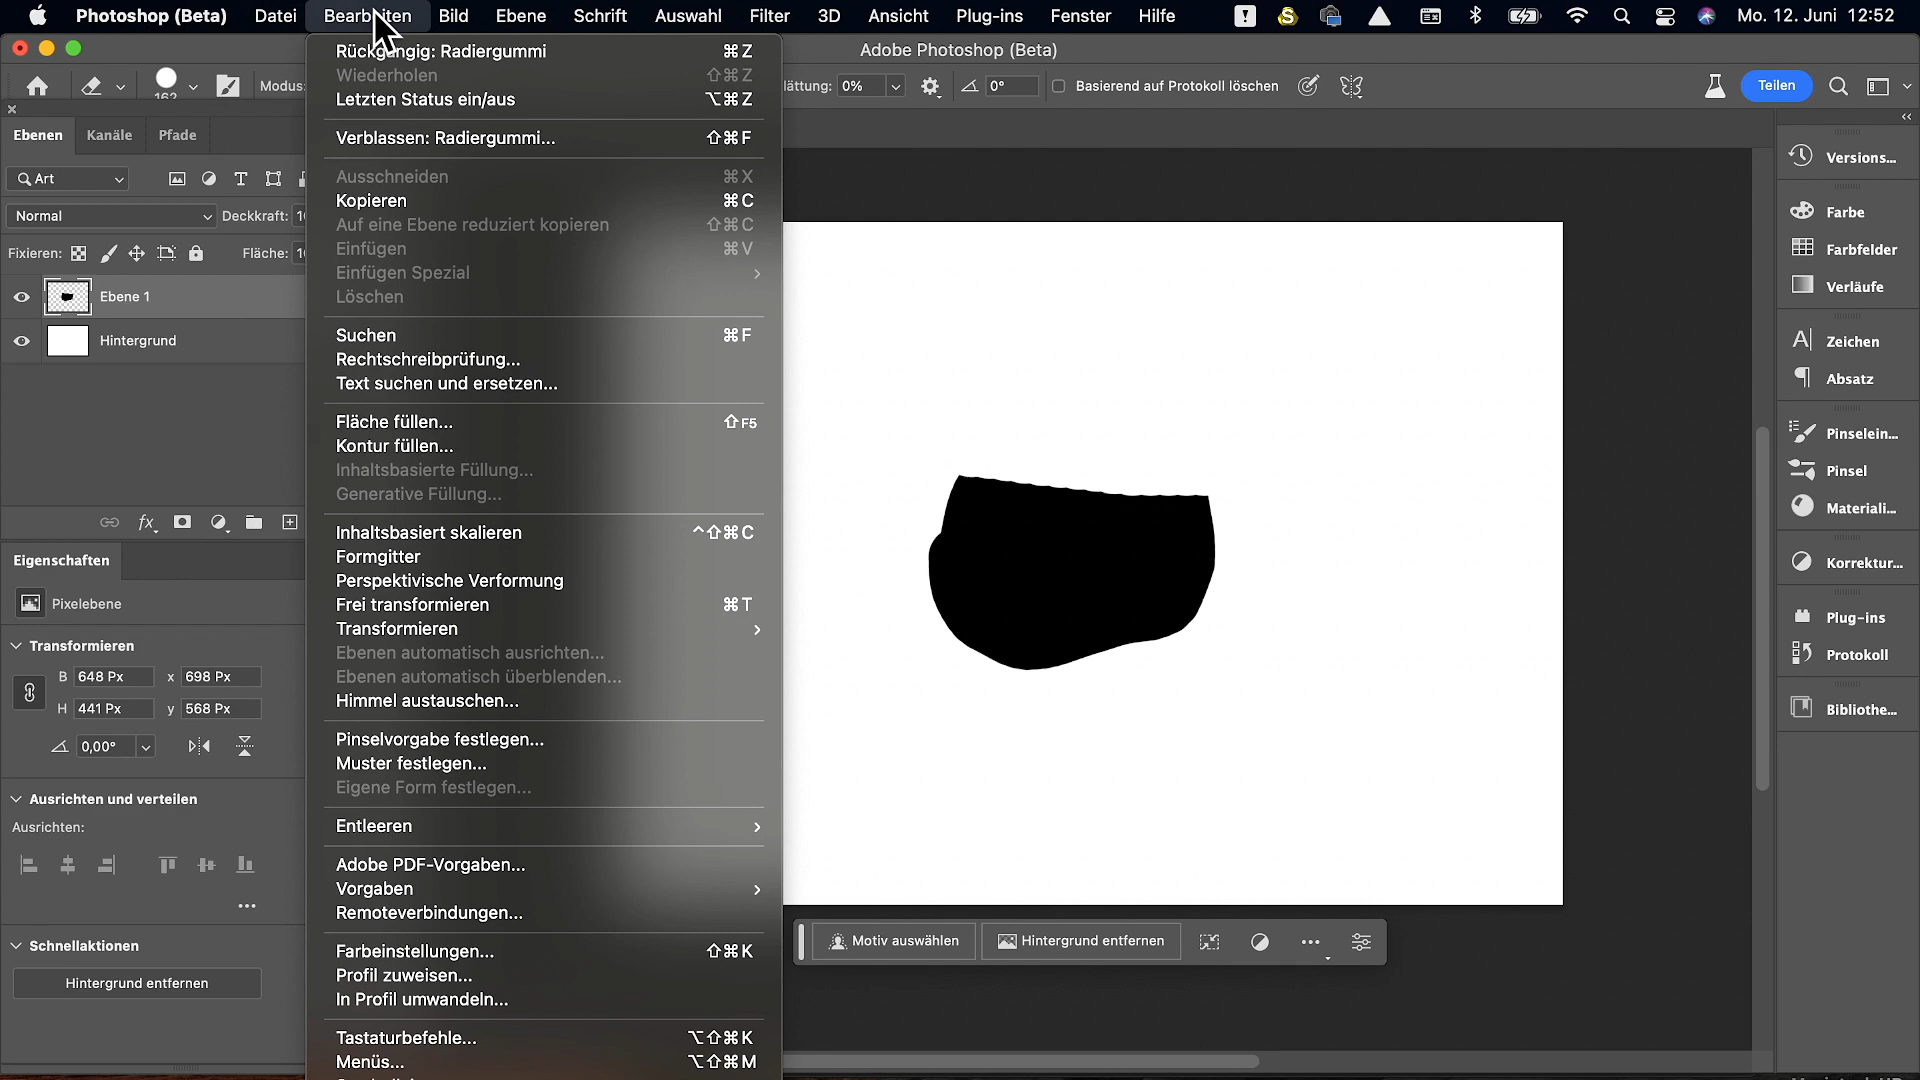 Photoshop (Beta) Datei Bearbeiten Bild Ebene Schrift Auswahl Filter 3D Ansicht Plug-ins Fenster Hilfe Mo. 12. Juni 12:52
Adobe Photoshop (Beta)
162 Modus: lättung: 0% 0° Basierend auf Protokoll löschen Teilen
Ebenen Kanäle Pfade
Art
Normal Deckkraft:
Fixieren: Fläche:
Ebene 1
Hintergrund
Eigenschaften
Pixelebene
Transformieren
B 648 Px x 698 Px
H 441 Px y 568 Px
0,00°
Ausrichten und verteilen
Ausrichten:
Schnellaktionen
Hintergrund entfernen
Rückgängig: Radiergummi ⌘Z
Wiederholen ⇧⌘Z
Letzten Status ein/aus ⌥⌘Z
Verblassen: Radiergummi... ⇧⌘F
Ausschneiden ⌘X
Kopieren ⌘C
Auf eine Ebene reduziert kopieren ⇧⌘C
Einfügen ⌘V
Einfügen Spezial
Löschen
Suchen ⌘F
Rechtschreibprüfung...
Text suchen und ersetzen...
Fläche füllen... ⇧F5
Kontur füllen...
Inhaltsbasierte Füllung...
Generative Füllung...
Inhaltsbasiert skalieren ^⇧⌘C
Formgitter
Perspektivische Verformung
Frei transformieren ⌘T
Transformieren
Ebenen automatisch ausrichten...
Ebenen automatisch überblenden...
Himmel austauschen...
Pinselvorgabe festlegen...
Muster festlegen...
Eigene Form festlegen...
Entleeren
Adobe PDF-Vorgaben...
Vorgaben
Remoteverbindungen...
Farbeinstellungen... ⇧⌘K
Profil zuweisen...
In Profil umwandeln...
Tastaturbefehle... ⌥⇧⌘K
Menüs... ⌥⇧⌘M
Motiv auswählen Hintergrund entfernen
Versions...
Farbe
Farbfelder
Verläufe
Zeichen
Absatz
Pinselein...
Pinsel
Materiali...
Korrektur...
Plug-ins
Protokoll
Bibliothe...